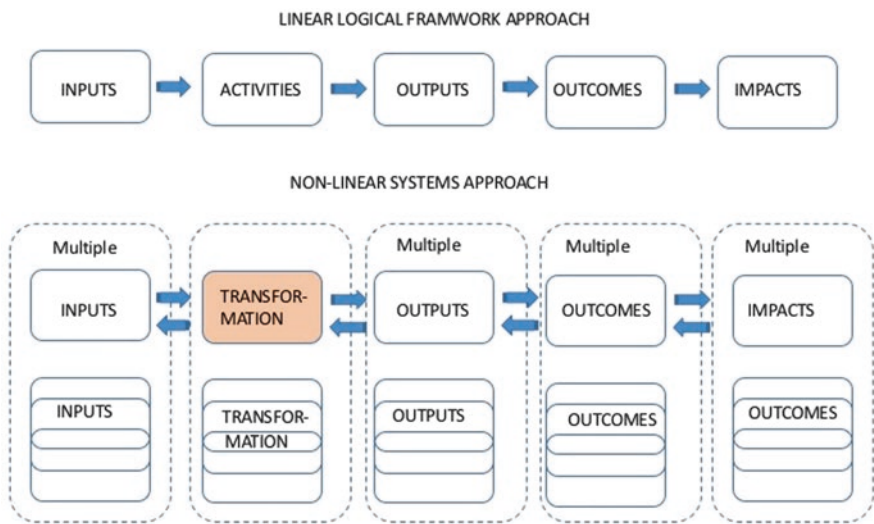 LINEAR LOGICAL FRAMWORK APPROACH
INPUTS
ACTIVITIES
OUTPUTS
OUTCOMES
IMPACTS
NON-LINEAR SYSTEMS APPROACH
Multiple
Multiple
Multiple
Multiple
INPUTS
TRANSFOR-
MATION
OUTPUTS
OUTCOMES
IMPACTS
INPUTS
TRANSFOR-
MATION
OUTPUTS
OUTCOMES
OUTCOMES